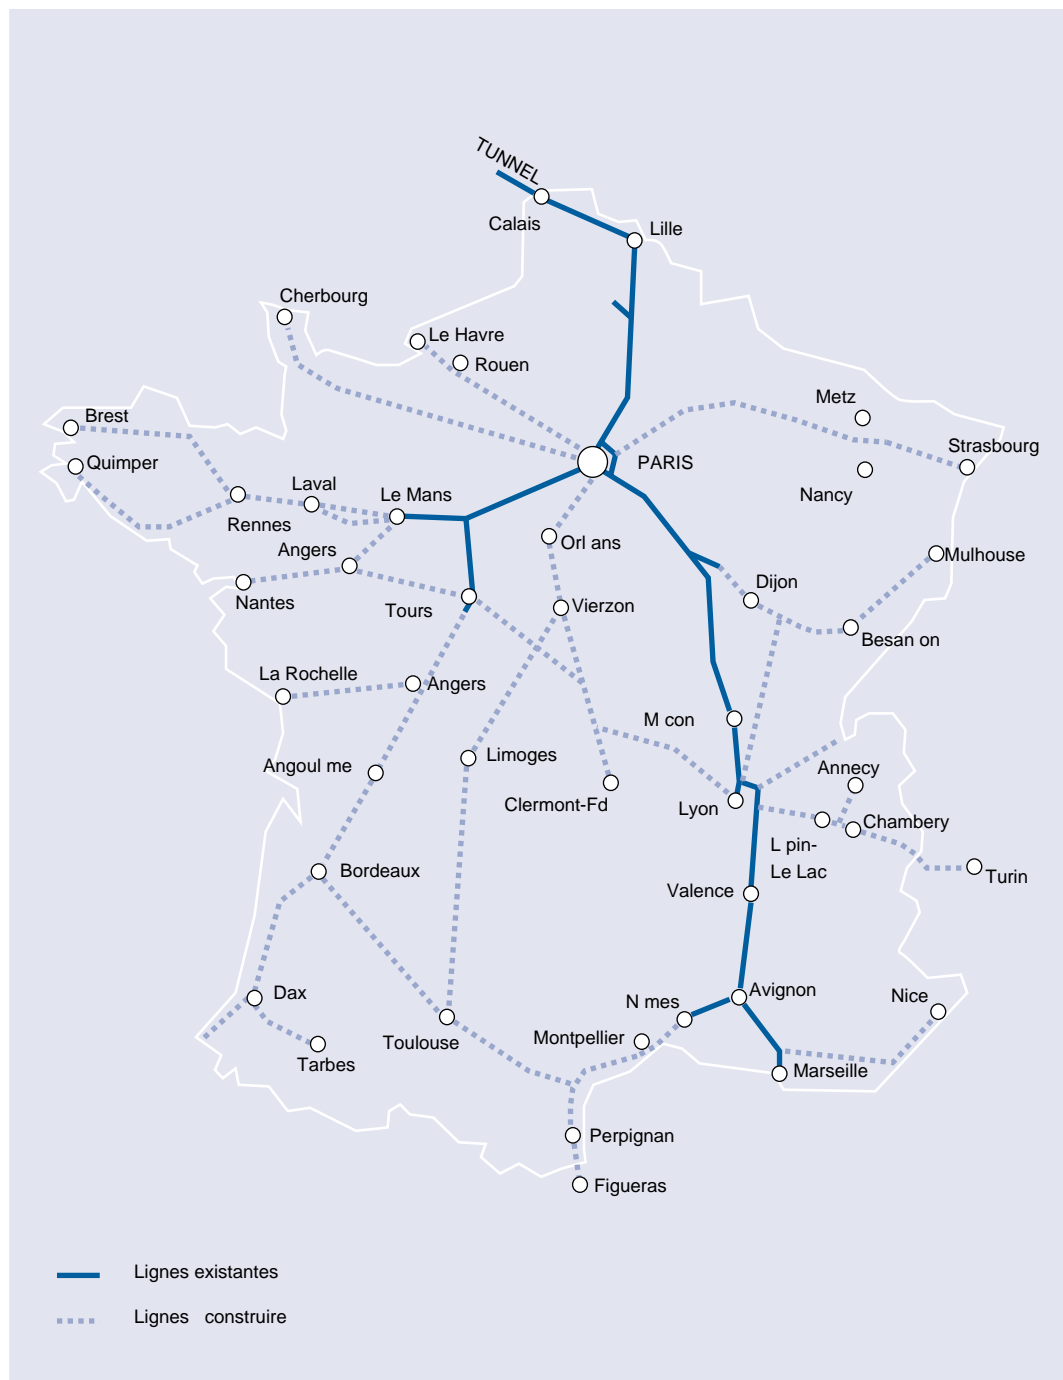 TUNNEL
Calais
Lille
Cherbourg
Le Havre
Rouen
Metz
Brest
Strasbourg
Quimper
PARIS
Laval
Le Mans
Nancy
Rennes
Orl ans
Angers
Mulhouse
Dijon
Nantes
Tours
Vierzon
Besan on
La Rochelle
Angers
M con
Limoges
Angoul me
Annecy
Clermont-Fd
Lyon
Chambery
L pin-
Le Lac
Bordeaux
Turin
Valence
Dax
Avignon
Nice
N mes
Toulouse
Montpellier
Tarbes
Marseille
Perpignan
Figueras
Lignes existantes
Lignes construire